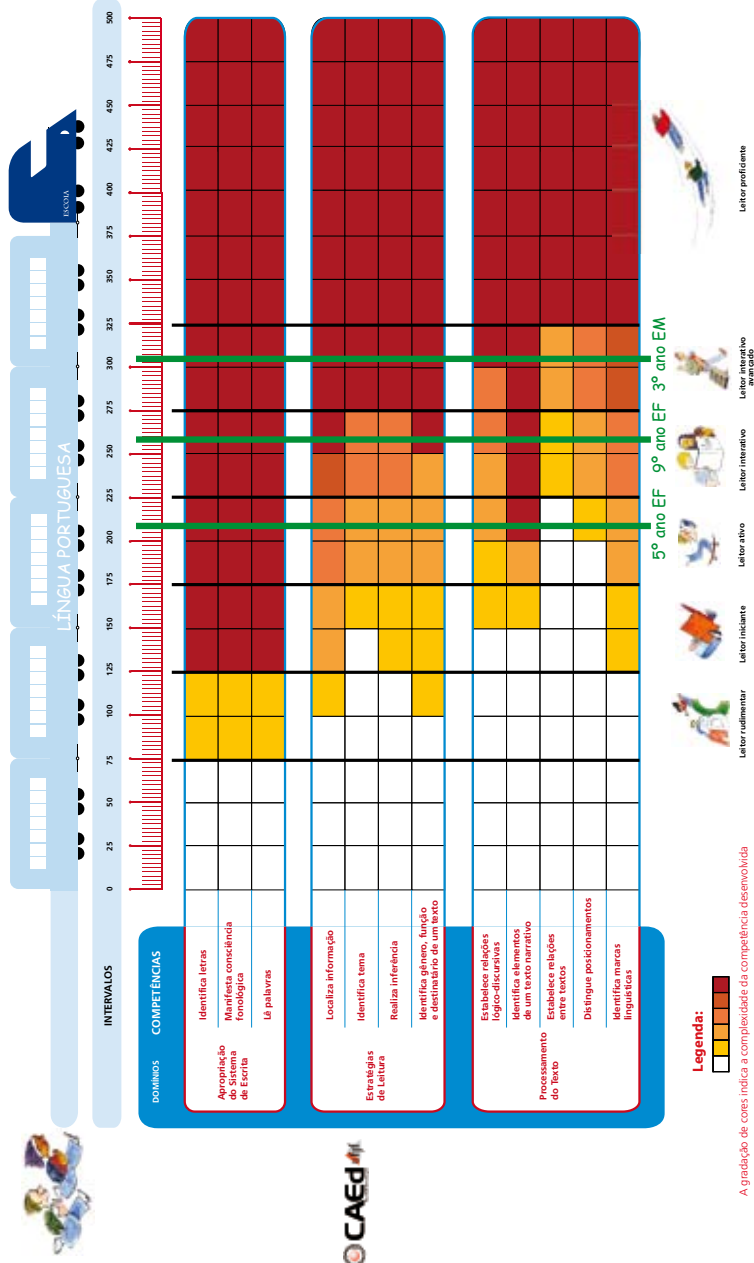 LÍNGUA PORTUGUESA
ESCOLA
INTERVALOS
0 25 50 75 100 125 150 175 200 225 250 275 300 325 350 375 400 425 450 475 500
DOMÍNIOS
COMPETÊNCIAS
Apropriação
do Sistema
de Escrita
Identifica letras
Manifesta consciência
fonológica
Lê palavras
Estratégias
de Leitura
Localiza informação
Identifica tema
Realiza inferência
Identifica gênero, função
e destinatário de um texto
Processamento
do Texto
Estabelece relações
lógico-discursivas
Identifica elementos
de um texto narrativo
Estabelece relações
entre textos
Distingue posicionamentos
Identifica marcas
linguísticas
5º ano EF
9º ano EF
3º ano EM
Leitor rudimentar
Leitor iniciante
Leitor ativo
Leitor interativo
Leitor interativo
avançado
Leitor proficiente
Legenda:
A gradação de cores indica a complexidade da competência desenvolvida
CAEd